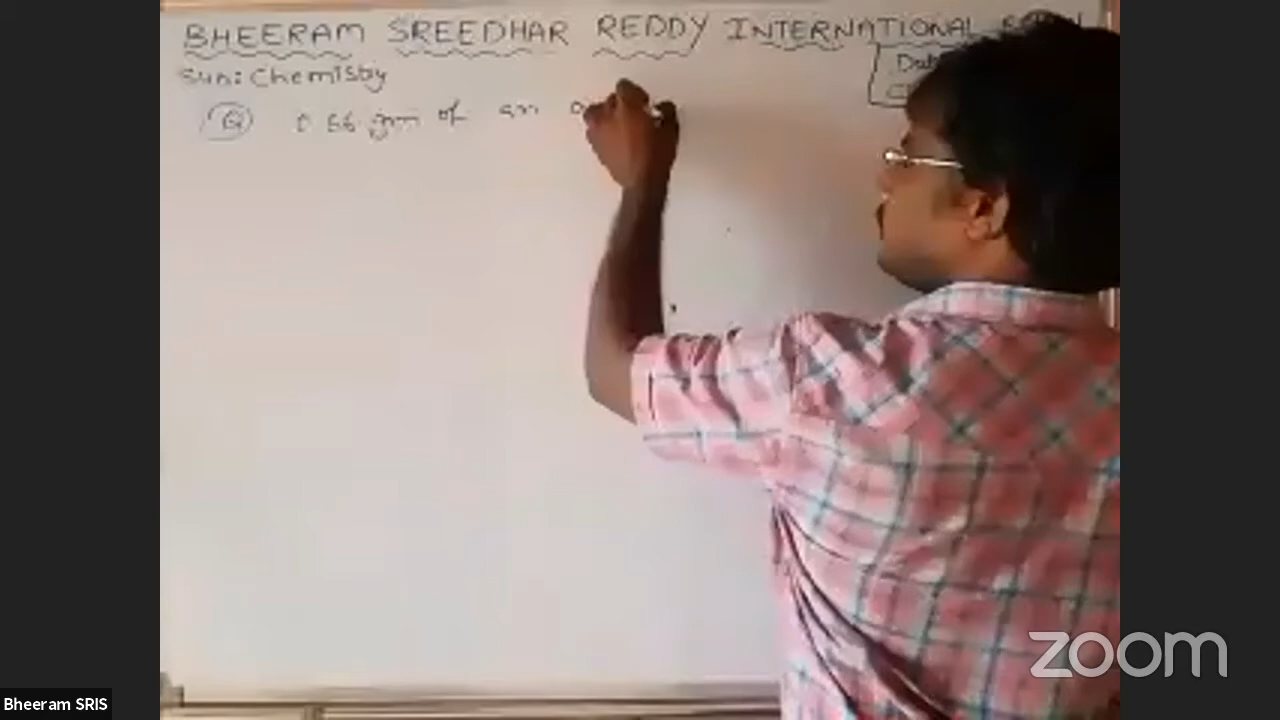 BHEERAM SREEDHAR REDDY INTERNATIONAL
Sub: Chemistry
Q 0.66 gm of an
zoom
Bheeram SRIS